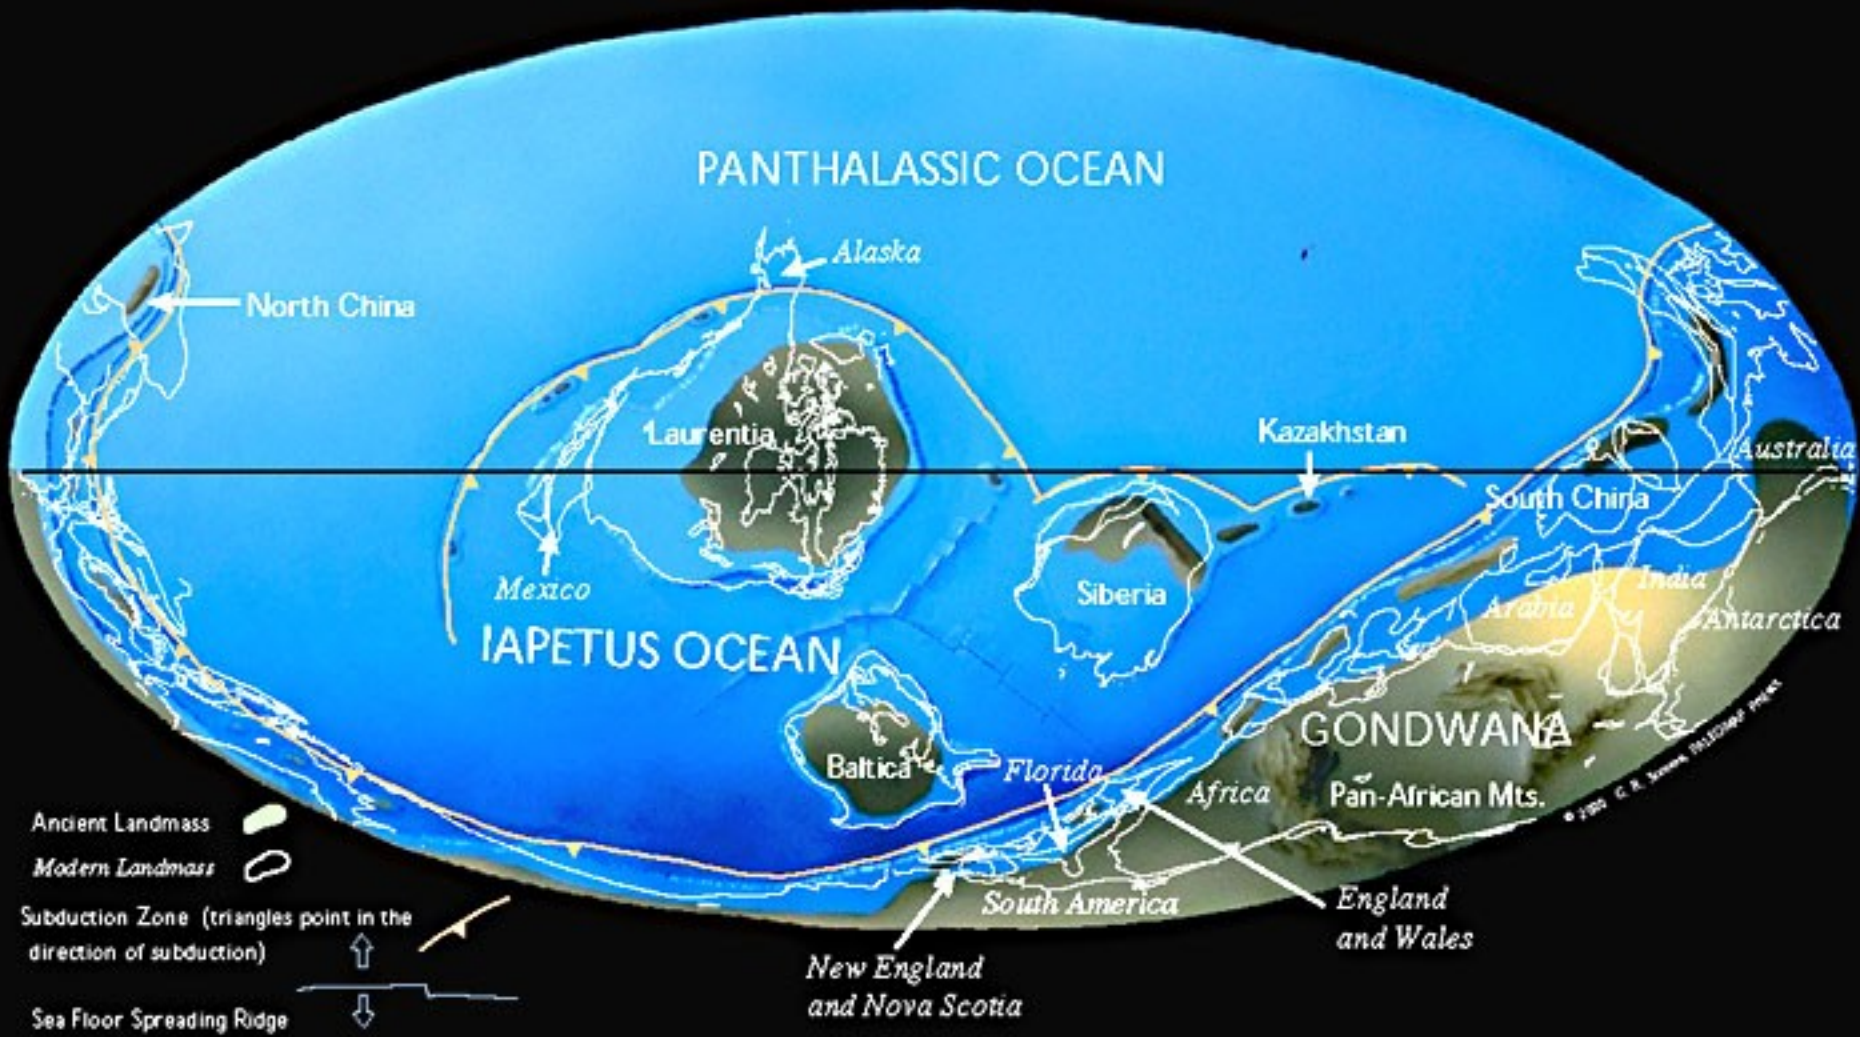 PANTHALASSIC OCEAN
Alaska
North China
Laurentia
Kazakhstan
Australia
South China
Mexico
Siberia
India
Arabia
Antarctica
IAPETUS OCEAN
GONDWANA
Baltica
Florida
Africa
Pan-African Mts.
Ancient Landmass
Modern Landmass
South America
England
and Wales
Subduction Zone (triangles point in the
direction of subduction)
New England
and Nova Scotia
Sea Floor Spreading Ridge